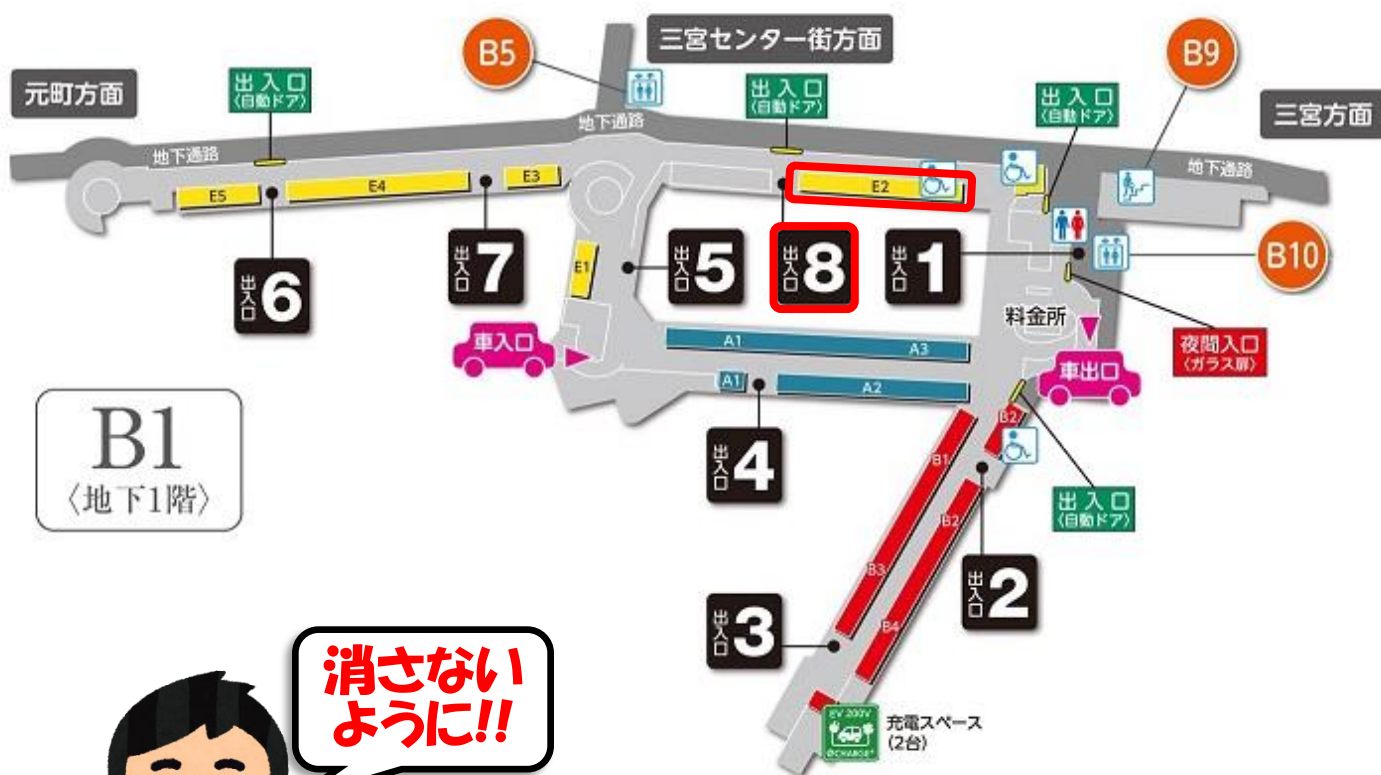 B5
三宮センター街方面
B9
元町方面
出入口
〈自動ドア〉
出入口
〈自動ドア〉
出入口
〈自動ドア〉
三宮方面
地下通路
地下通路
地下通路
E5
E4
E3
E2
出入口
6
出入口
7
E1
出入口
5
出入口
8
出入口
1
B10
料金所
夜間入口
〈ガラス扉〉
車入口
A1
A3
車出口
A1
A2
B1
〈地下1階〉
出入口
4
B1
B2
出入口
〈自動ドア〉
B2
B3
B4
出入口
2
出入口
3
消さない
ように!!
EV 200V
充電スペース
(2台)